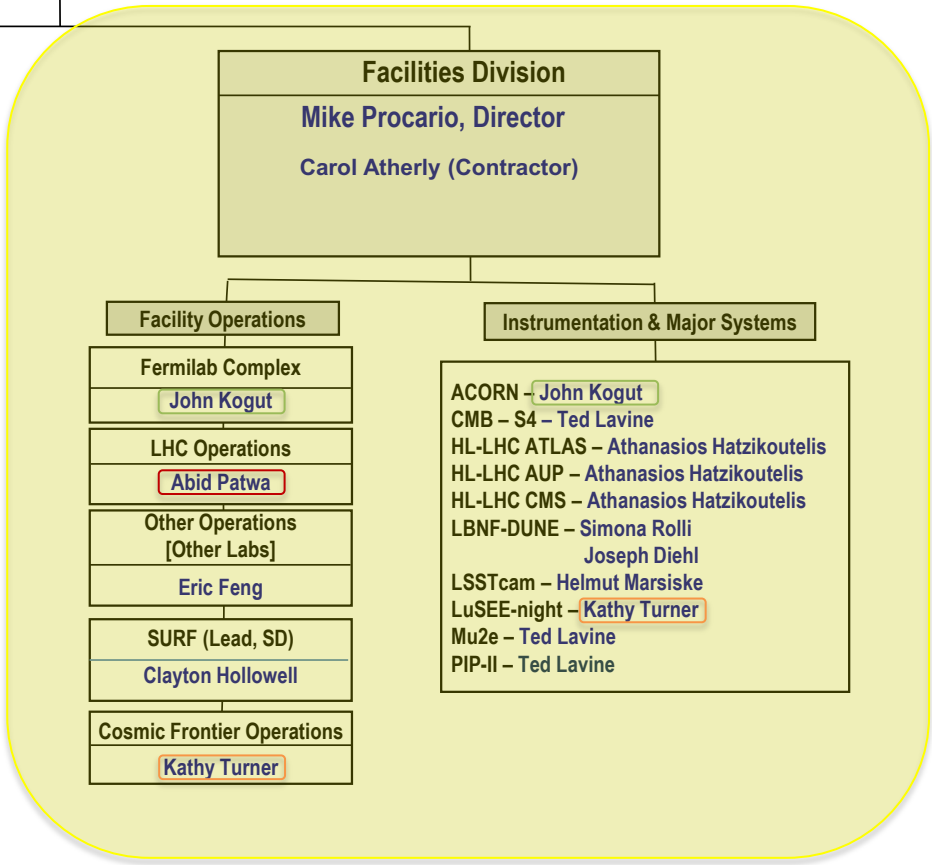 Facilities Division
Mike Procario, Director
Carol Atherly (Contractor)
Facility Operations
Fermilab Complex
John Kogut
LHC Operations
Abid Patwa
Other Operations
[Other Labs]
Eric Feng
SURF (Lead, SD)
Clayton Hollowell
Cosmic Frontier Operations
Kathy Turner
Instrumentation & Major Systems
ACORN – John Kogut
CMB – S4 – Ted Lavine
HL-LHC ATLAS – Athanasios Hatzikoutelis
HL-LHC AUP – Athanasios Hatzikoutelis
HL-LHC CMS – Athanasios Hatzikoutelis
LBNF-DUNE – Simona Rolli
Joseph Diehl
LSSTcam – Helmut Marsiske
LuSEE-night – Kathy Turner
Mu2e – Ted Lavine
PIP-II – Ted Lavine